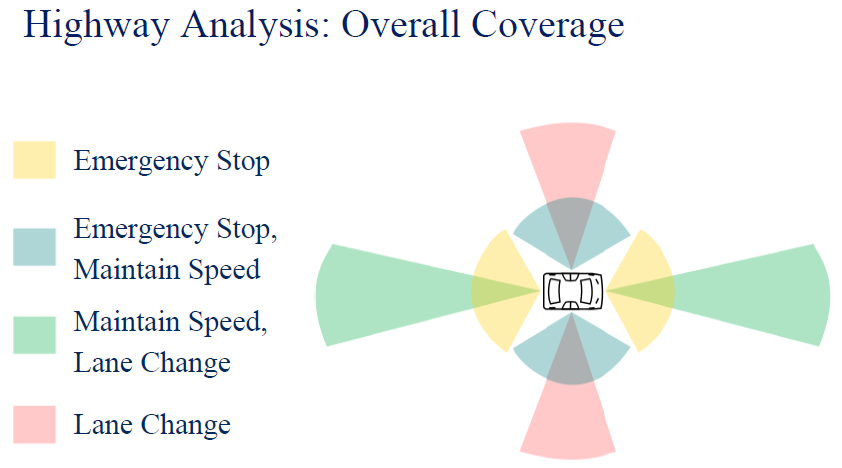 Highway Analysis: Overall Coverage
Emergency Stop
Emergency Stop,
Maintain Speed
Maintain Speed,
Lane Change
Lane Change